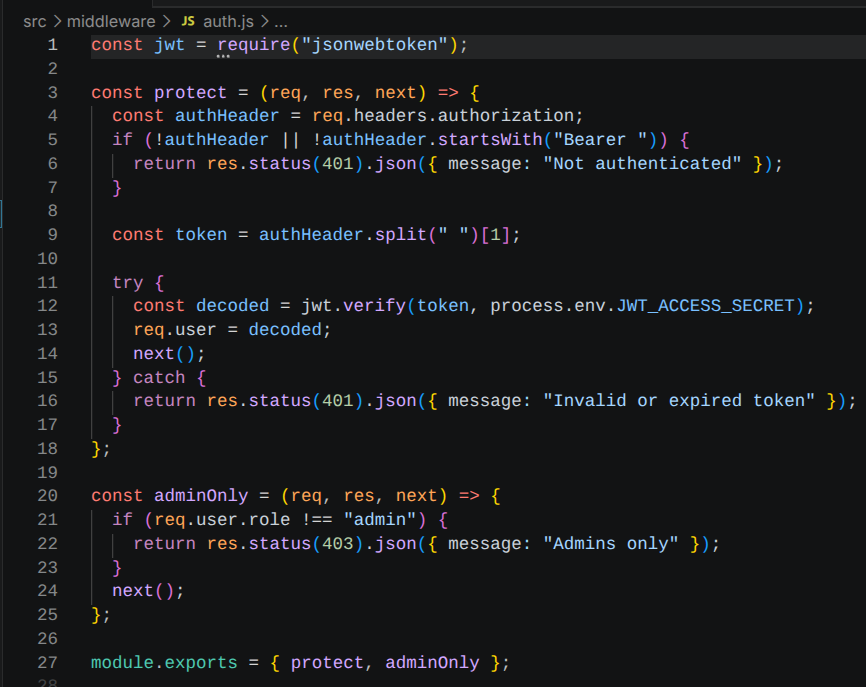 src > middleware > JS auth.js > ...
1 const jwt = require("jsonwebtoken");
2
3 const protect = (req, res, next) => {
4   const authHeader = req.headers.authorization;
5   if (!authHeader || !authHeader.startsWith("Bearer ")) {
6     return res.status(401).json({ message: "Not authenticated" });
7   }
8
9   const token = authHeader.split(" ")[1];
10
11   try {
12     const decoded = jwt.verify(token, process.env.JWT_ACCESS_SECRET);
13     req.user = decoded;
14     next();
15   } catch {
16     return res.status(401).json({ message: "Invalid or expired token" });
17   }
18 };
19
20 const adminOnly = (req, res, next) => {
21   if (req.user.role !== "admin") {
22     return res.status(403).json({ message: "Admins only" });
23   }
24   next();
25 };
26
27 module.exports = { protect, adminOnly };
28